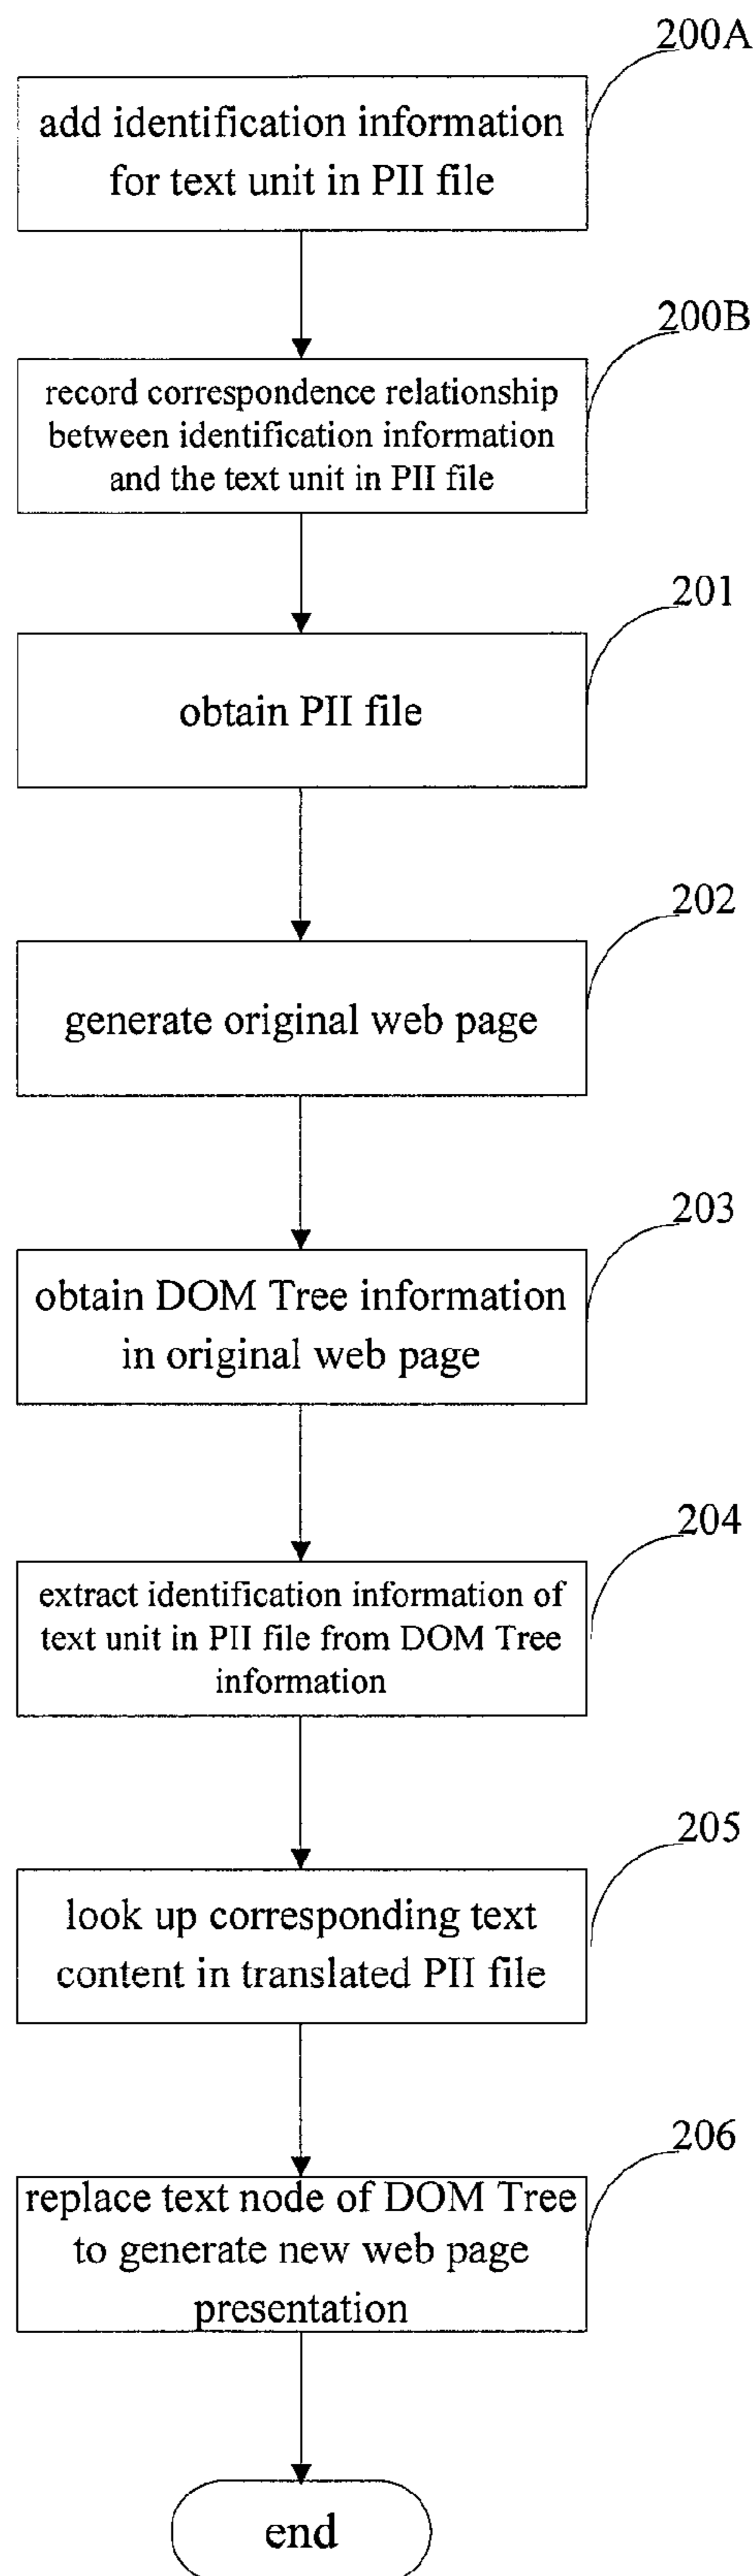 200A
add identification information
for text unit in PII file
200B
record correspondence relationship
between identification information
and the text unit in PII file
201
obtain PII file
202
generate original web page
203
obtain DOM Tree information
in original web page
204
extract identification information of
text unit in PII file from DOM Tree
information
205
look up corresponding text
content in translated PII file
206
replace text node of DOM Tree
to generate new web page
presentation
end